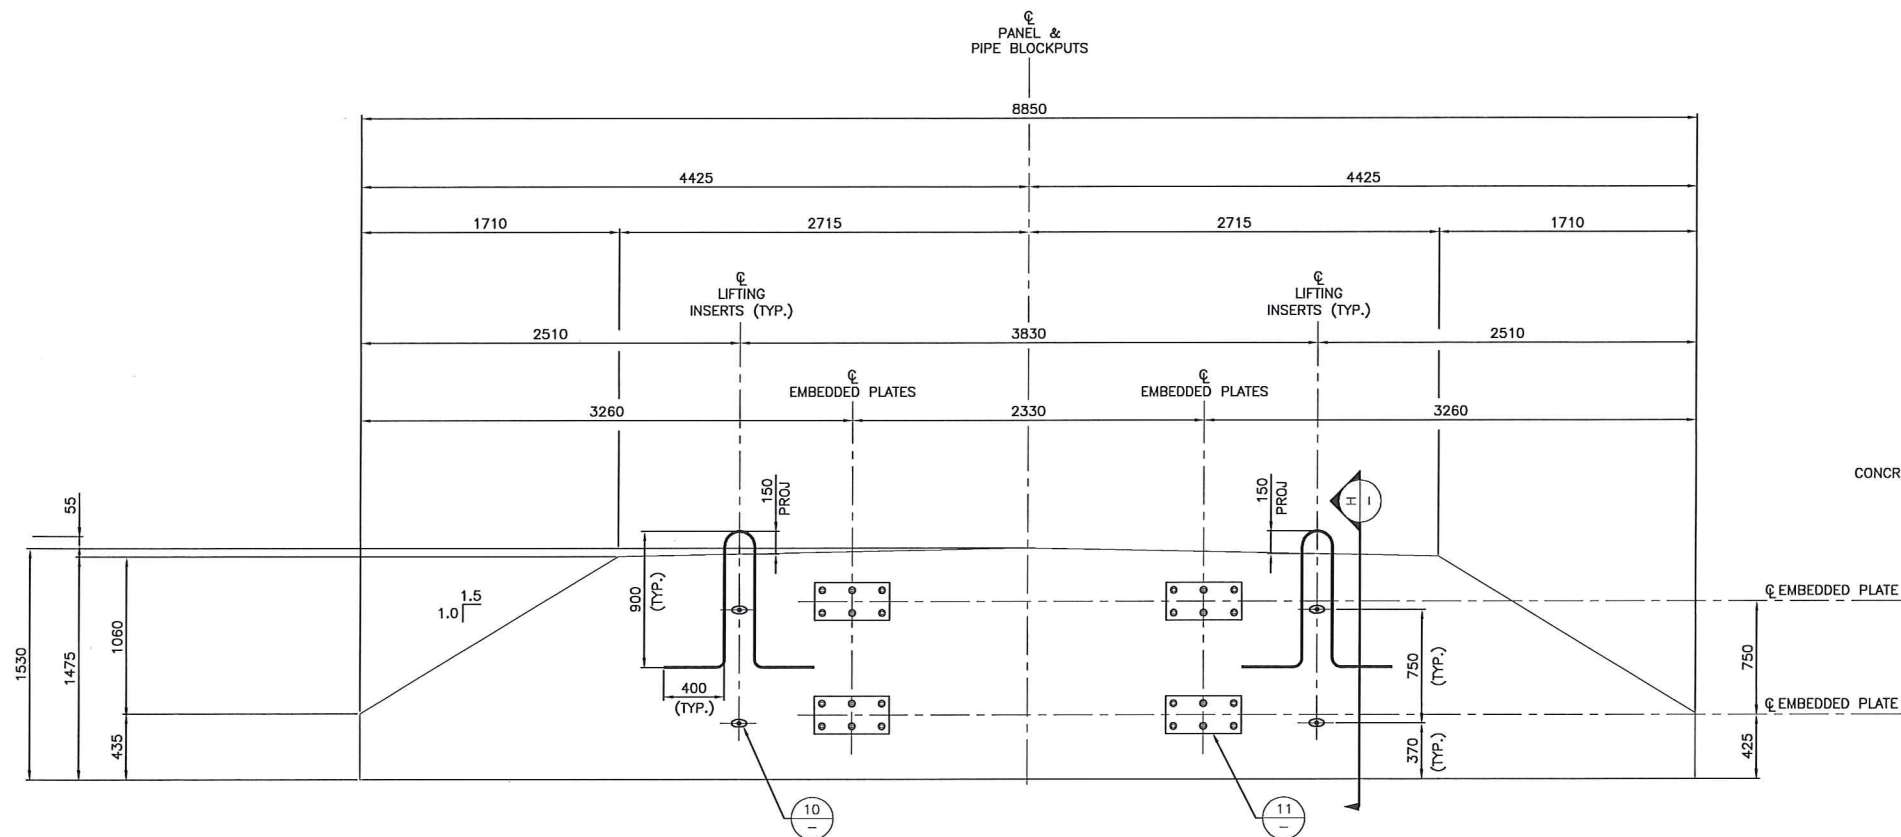 ℄
PANEL &
PIPE BLOCKPUTS
8850
4425
4425
1710
2715
2715
1710
℄
LIFTING
INSERTS (TYP.)
℄
LIFTING
INSERTS (TYP.)
2510
3830
2510
℄
EMBEDDED PLATES
℄
EMBEDDED PLATES
3260
2330
3260
CONCR
55
150
PROJ
150
PROJ
H
–
900
(TYP.)
1.5
1.0
℄ EMBEDDED PLATE
1530
1475
1060
750
(TYP.)
750
400
(TYP.)
℄ EMBEDDED PLATE
435
370
(TYP.)
425
10
–
11
–